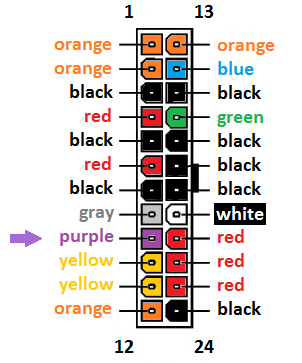 1 13
orange orange
orange blue
black black
red green
black black
red black
black black
gray white
purple red
yellow red
yellow red
orange black
12 24